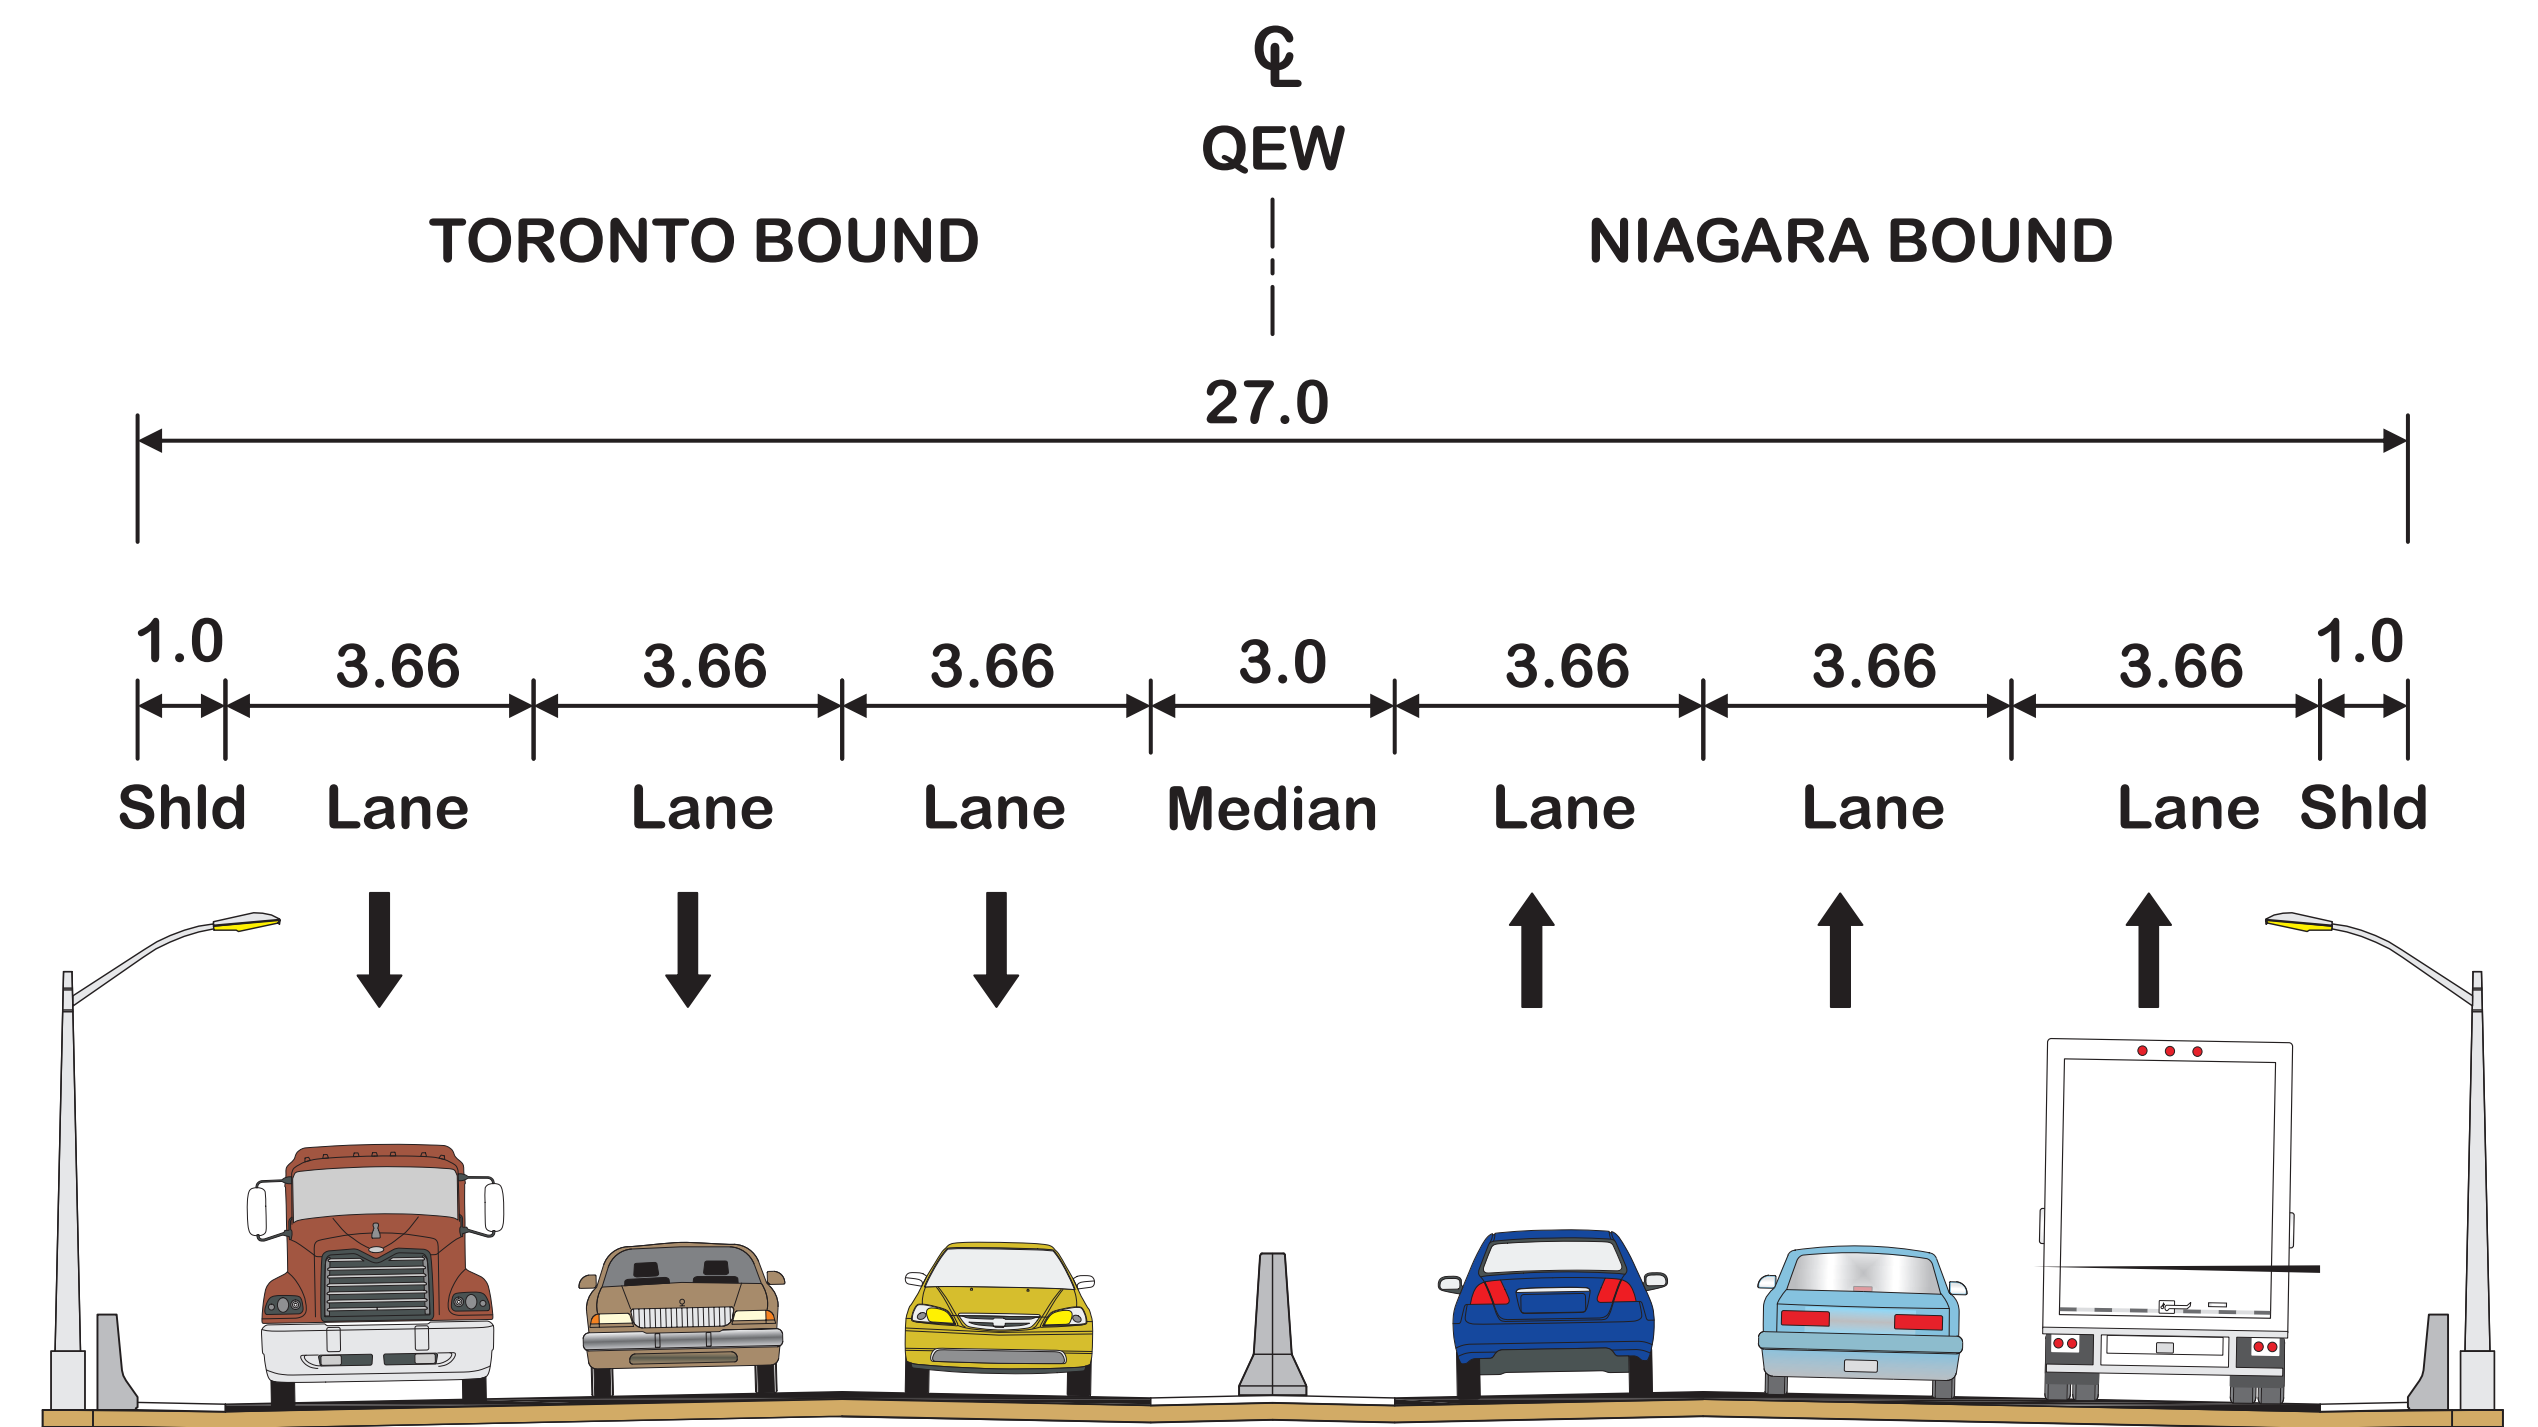 ℄
QEW
TORONTO BOUND NIAGARA BOUND
27.0
1.0 3.66 3.66 3.66 3.0 3.66 3.66 3.66 1.0
Shld Lane Lane Lane Median Lane Lane Lane Shld